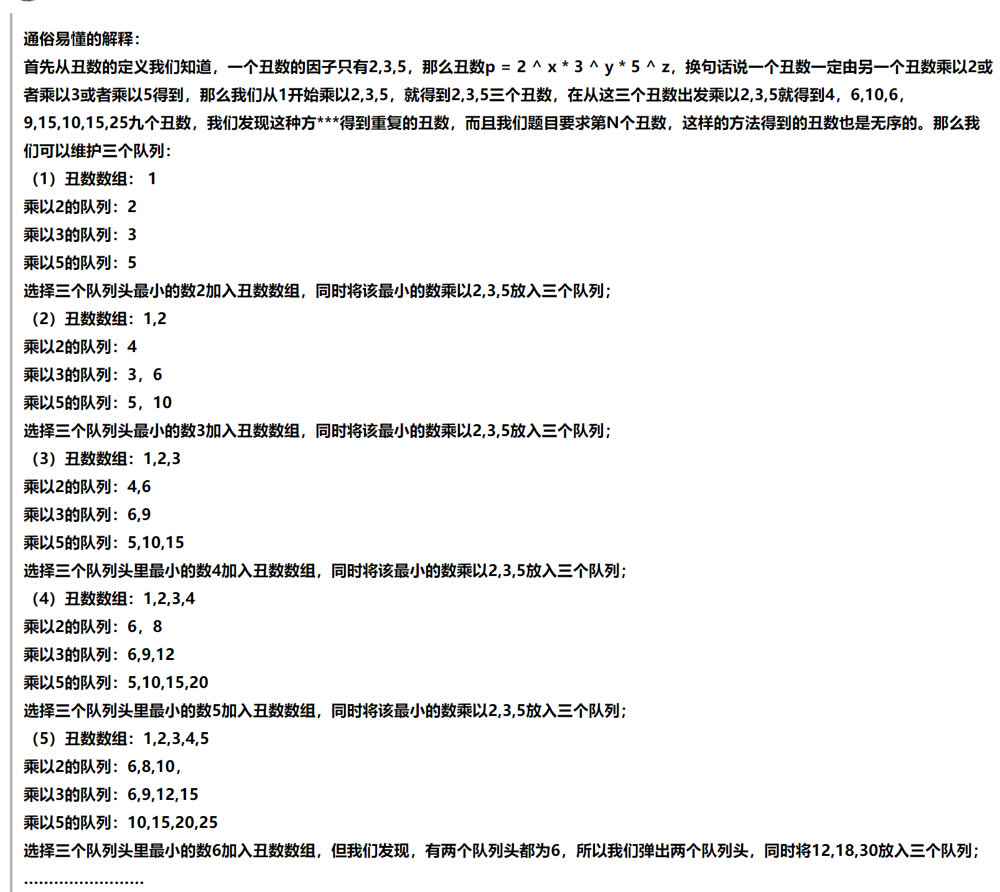 通俗易懂的解释：
首先从丑数的定义我们知道，一个丑数的因子只有2,3,5，那么丑数p = 2 ^ x * 3 ^ y * 5 ^ z，换句话说一个丑数一定由另一个丑数乘以2或
者乘以3或者乘以5得到，那么我们从1开始乘以2,3,5，就得到2,3,5三个丑数，在从这三个丑数出发乘以2,3,5就得到4，6,10,6，
9,15,10,15,25九个丑数，我们发现这种方***得到重复的丑数，而且我们题目要求第N个丑数，这样的方法得到的丑数也是无序的。那么我
们可以维护三个队列：
（1）丑数数组： 1
乘以2的队列：2
乘以3的队列：3
乘以5的队列：5
选择三个队列头最小的数2加入丑数数组，同时将该最小的数乘以2,3,5放入三个队列；
（2）丑数数组：1,2
乘以2的队列：4
乘以3的队列：3，6
乘以5的队列：5，10
选择三个队列头最小的数3加入丑数数组，同时将该最小的数乘以2,3,5放入三个队列；
（3）丑数数组：1,2,3
乘以2的队列：4,6
乘以3的队列：6,9
乘以5的队列：5,10,15
选择三个队列头里最小的数4加入丑数数组，同时将该最小的数乘以2,3,5放入三个队列；
（4）丑数数组：1,2,3,4
乘以2的队列：6，8
乘以3的队列：6,9,12
乘以5的队列：5,10,15,20
选择三个队列头里最小的数5加入丑数数组，同时将该最小的数乘以2,3,5放入三个队列；
（5）丑数数组：1,2,3,4,5
乘以2的队列：6,8,10，
乘以3的队列：6,9,12,15
乘以5的队列：10,15,20,25
选择三个队列头里最小的数6加入丑数数组，但我们发现，有两个队列头都为6，所以我们弹出两个队列头，同时将12,18,30放入三个队列；
……………………